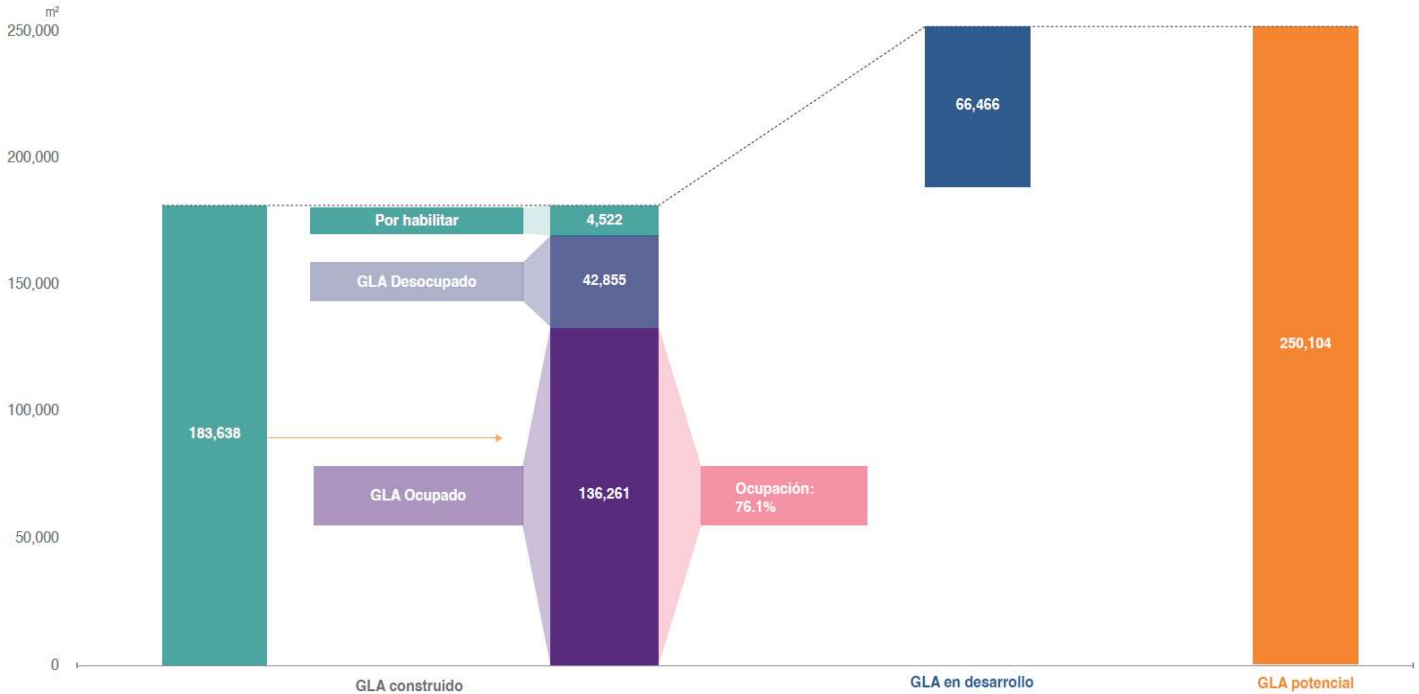 m²
250,000
200,000
150,000
100,000
50,000
0
183,638
Por habilitar
GLA Desocupado
GLA Ocupado
4,522
42,855
136,261
Ocupación:
76.1%
66,466
250,104
GLA construido
GLA en desarrollo
GLA potencial